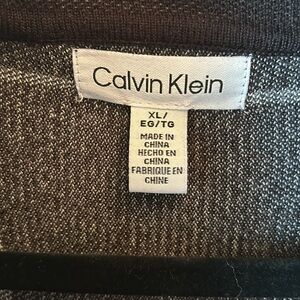 Calvin Klein
XL/
EG/TG
MADE IN
CHINA
HECHO EN
CHINA
FABRIQUE EN
CHINE